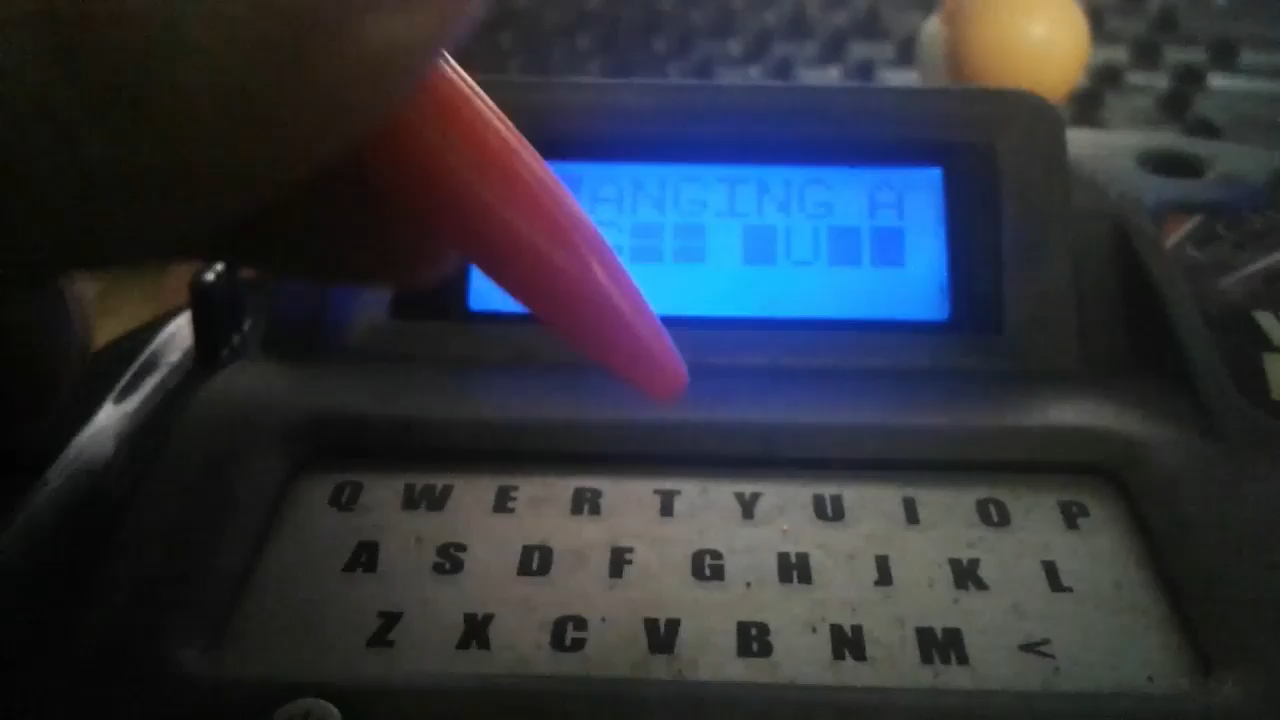 ANGING A
U
Q W E R T Y U I O P
A S D F G H J K L
Z X C V B N M <